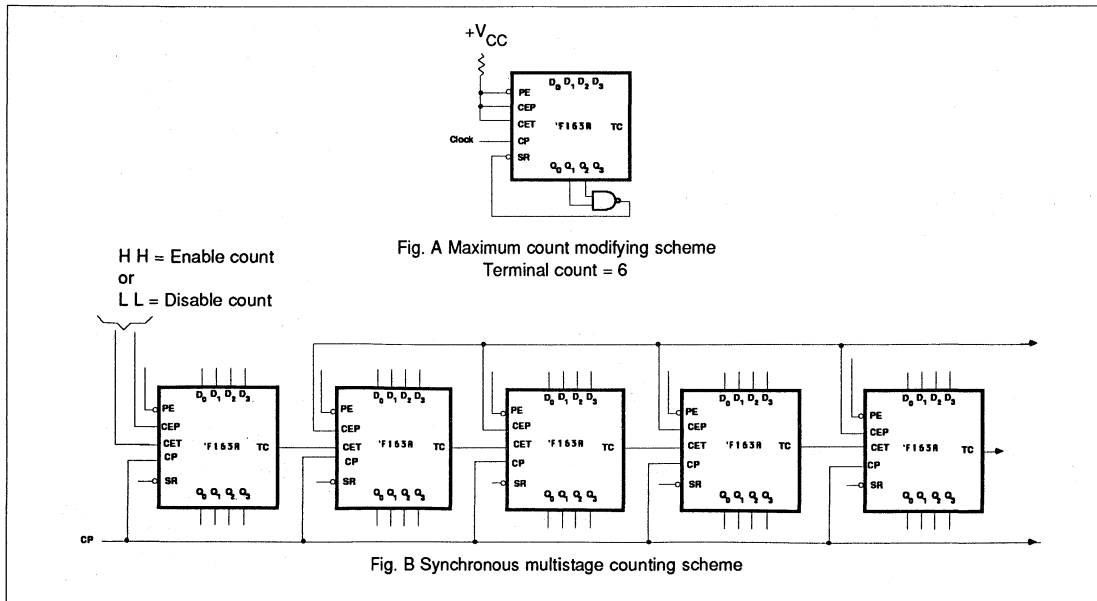 +VCC
D0 D1 D2 D3
PE
CEP
CET 'F163A TC
Clock CP
SR
Q0 Q1 Q2 Q3
Fig. A Maximum count modifying scheme
Terminal count = 6
H H = Enable count
or
L L = Disable count
D0 D1 D2 D3
PE
CEP
CET 'F163A TC
CP
SR
Q0 Q1 Q2 Q3
D0 D1 D2 D3
PE
CEP
CET 'F163A TC
CP
SR
Q0 Q1 Q2 Q3
D0 D1 D2 D3
PE
CEP
CET 'F163A TC
CP
SR
Q0 Q1 Q2 Q3
D0 D1 D2 D3
PE
CEP
CET 'F163A TC
CP
SR
Q0 Q1 Q2 Q3
D0 D1 D2 D3
PE
CEP
CET 'F163A TC
CP
SR
Q0 Q1 Q2 Q3
CP
Fig. B Synchronous multistage counting scheme